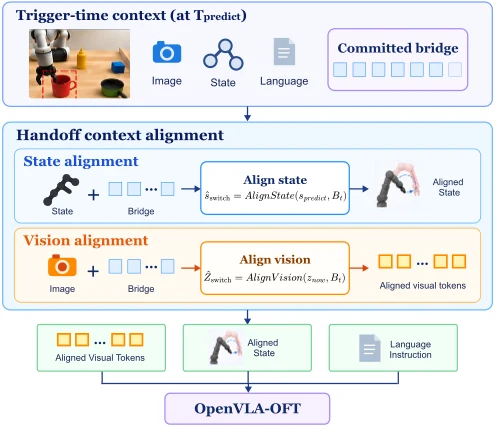 Trigger-time context (at Tpredict)
Image
State
Language
Committed bridge
Handoff context alignment
State alignment
State
+
Bridge
Align state
ŝswitch = AlignState(spredict, Bt)
Aligned
State
Vision alignment
Image
+
Bridge
Align vision
Ẑswitch = AlignVision(znow, Bt)
Aligned visual tokens
Aligned Visual Tokens
Aligned
State
Language
Instruction
OpenVLA-OFT